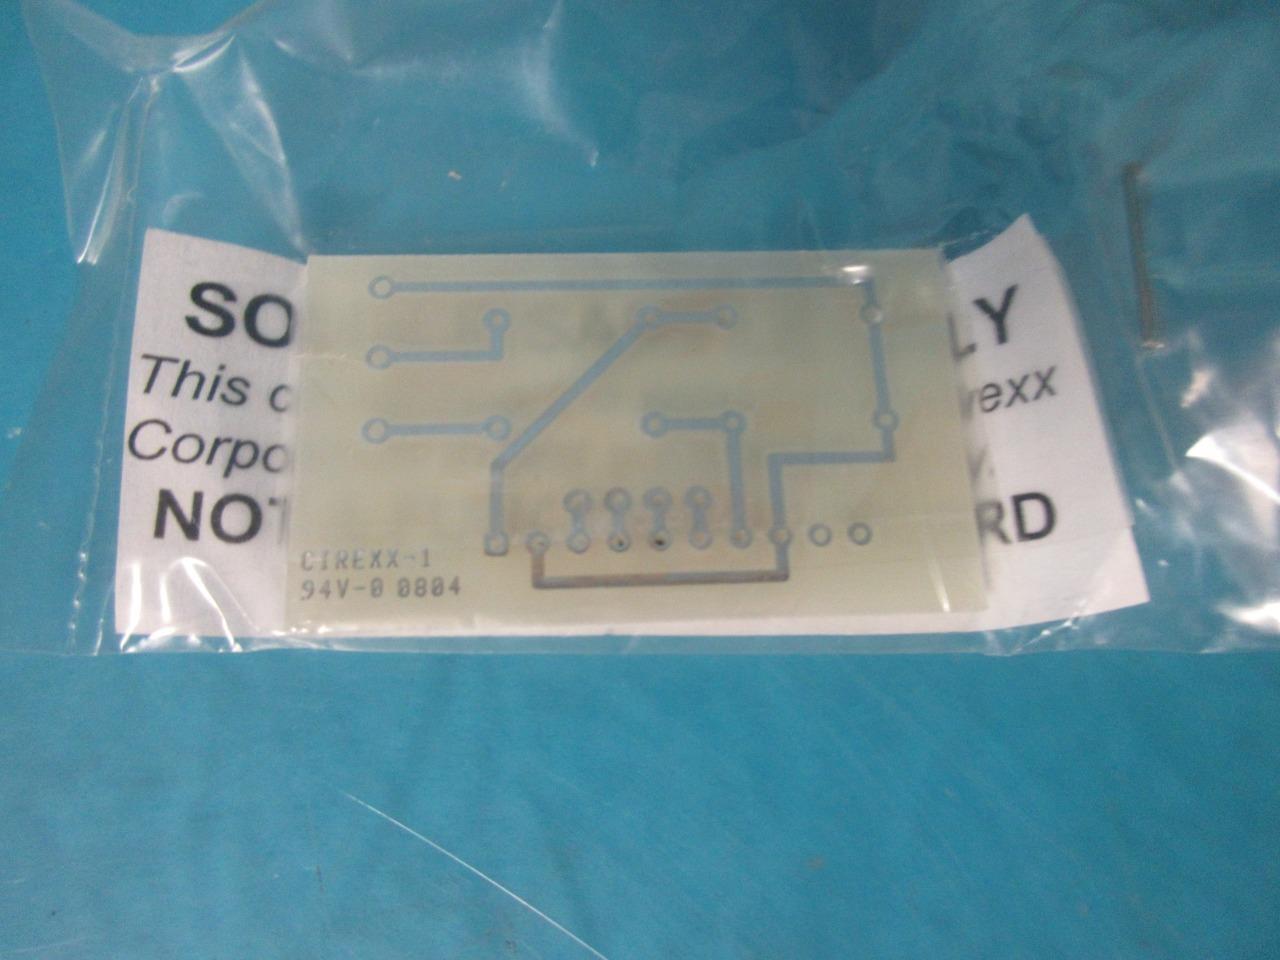 SO LY
This c vexx
Corpo y.
NOT RD
CIREXX-1
94V-0 0804